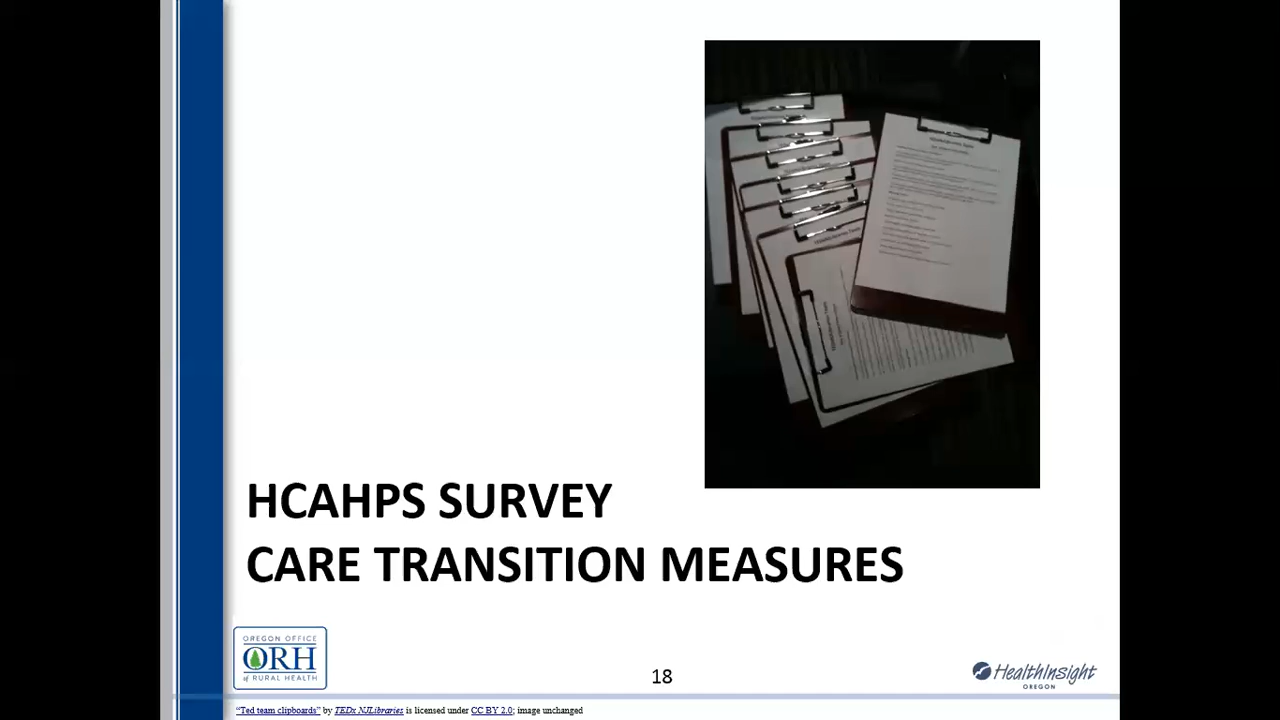 HCAHPS SURVEY
CARE TRANSITION MEASURES
OREGON OFFICE
ORH
of RURAL HEALTH
18
HealthInsight
OREGON
"Ted team clipboards" by TEDx NJLibraries is licensed under CC BY 2.0; image unchanged